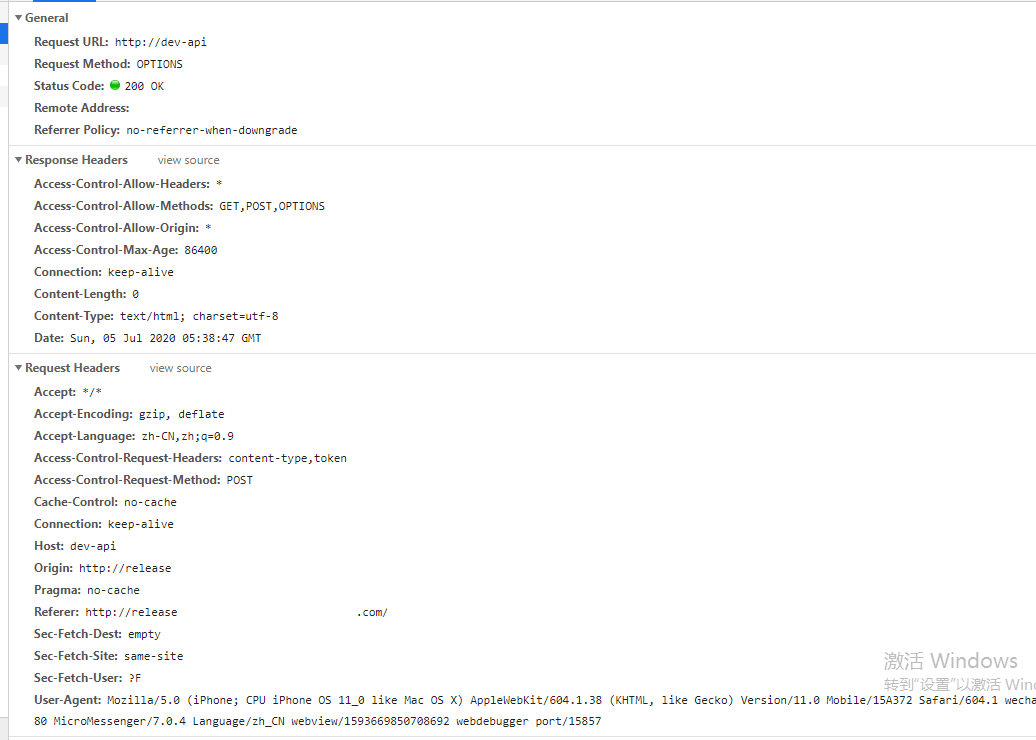 General
Request URL: http://dev-api
Request Method: OPTIONS
Status Code: 200 OK
Remote Address:
Referrer Policy: no-referrer-when-downgrade
Response Headers view source
Access-Control-Allow-Headers: *
Access-Control-Allow-Methods: GET,POST,OPTIONS
Access-Control-Allow-Origin: *
Access-Control-Max-Age: 86400
Connection: keep-alive
Content-Length: 0
Content-Type: text/html; charset=utf-8
Date: Sun, 05 Jul 2020 05:38:47 GMT
Request Headers view source
Accept: */*
Accept-Encoding: gzip, deflate
Accept-Language: zh-CN,zh;q=0.9
Access-Control-Request-Headers: content-type,token
Access-Control-Request-Method: POST
Cache-Control: no-cache
Connection: keep-alive
Host: dev-api
Origin: http://release
Pragma: no-cache
Referer: http://release .com/
Sec-Fetch-Dest: empty
Sec-Fetch-Site: same-site
Sec-Fetch-User: ?F
User-Agent: Mozilla/5.0 (iPhone; CPU iPhone OS 11_0 like Mac OS X) AppleWebKit/604.1.38 (KHTML, like Gecko) Version/11.0 Mobile/15A372 Safari/604.1 wecha
80 MicroMessenger/7.0.4 Language/zh_CN webview/1593669850708692 webdebugger port/15857
激活 Windows
转到“设置”以激活 Win